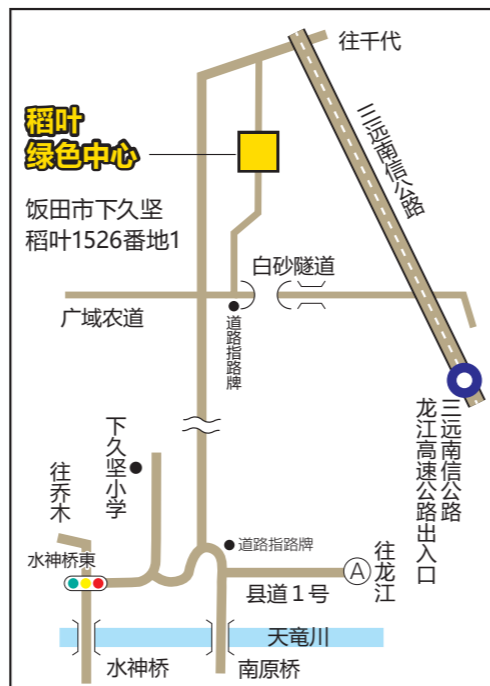 往千代
三远南信公路
稻叶
绿色中心
饭田市下久坚
稻叶1526番地1
白砂隧道
广域农道
道路指路牌
三远南信公路
龙江高速公路出入口
下久坚小学
往乔木
水神桥東
道路指路牌
往龙江
A
县道1号
天竜川
水神桥
南原桥